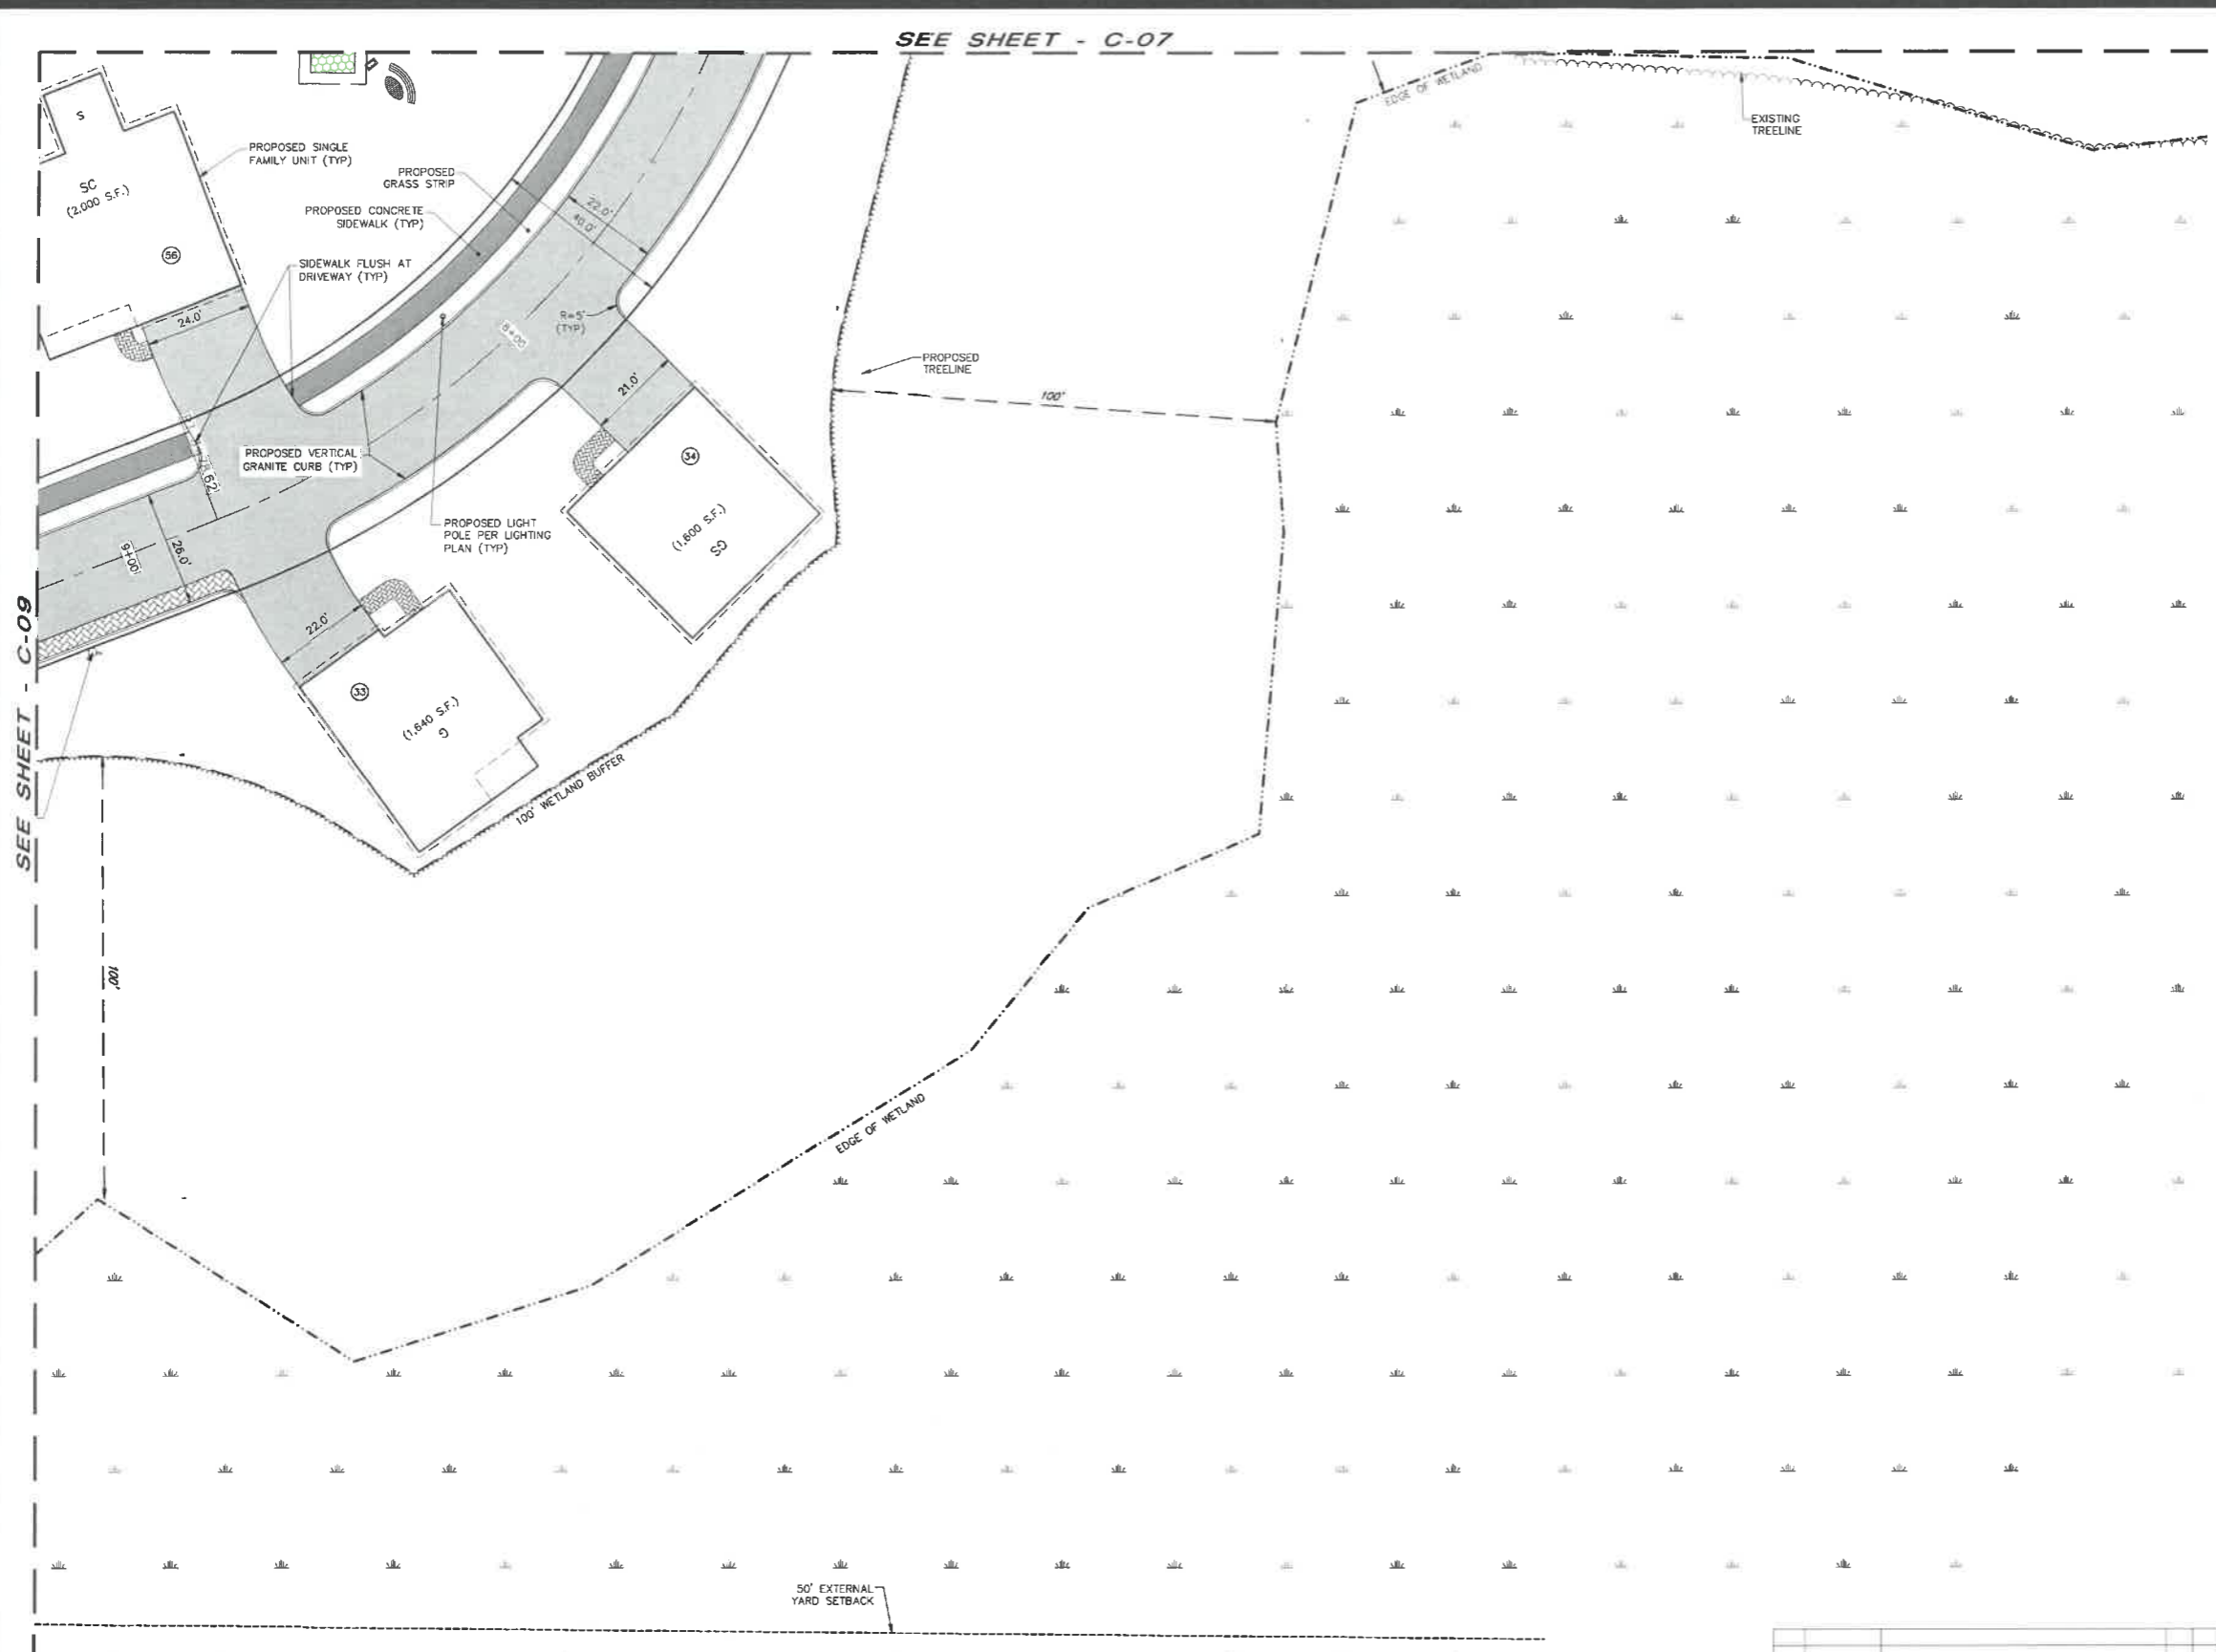 SEE SHEET - C-07
EDGE OF WETLAND
EXISTING
TREELINE
S
SC
(2,000 S.F.)
56
PROPOSED SINGLE
FAMILY UNIT (TYP)
PROPOSED
GRASS STRIP
PROPOSED CONCRETE
SIDEWALK (TYP)
SIDEWALK FLUSH AT
DRIVEWAY (TYP)
22.0'
40.0'
24.0'
R=5'
(TYP)
8+00
PROPOSED
TREELINE
21.0'
100'
34
(1,600 S.F.)
GS
PROPOSED VERTICAL
GRANITE CURB (TYP)
PROPOSED LIGHT
POLE PER LIGHTING
PLAN (TYP)
9+00
26.0'
22.0'
33
(1,640 S.F.)
G
SEE SHEET - C-09
100' WETLAND BUFFER
100'
EDGE OF WETLAND
50' EXTERNAL
YARD SETBACK